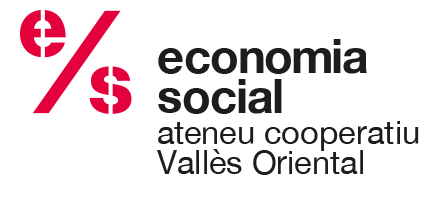 e/s
economia
social
ateneu cooperatiu
Vallès Oriental